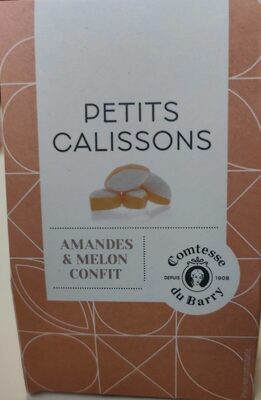 PETITS
CALISSONS
AMANDES
& MELON
CONFIT
Comtesse
DEPUIS 1908
du Barry